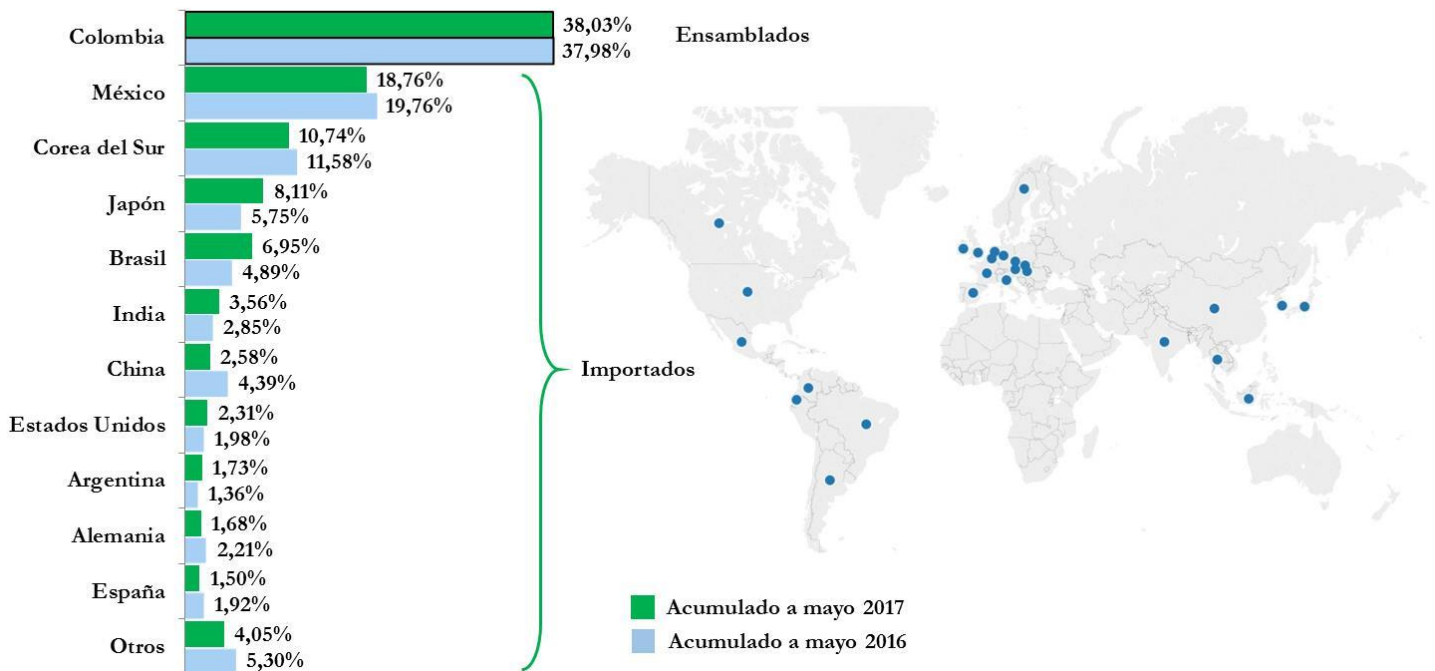 Colombia
38,03%
37,98%
Ensamblados
México
18,76%
19,76%
Corea del Sur
10,74%
11,58%
Japón
8,11%
5,75%
Brasil
6,95%
4,89%
India
3,56%
2,85%
China
2,58%
4,39%
Importados
Estados Unidos
2,31%
1,98%
Argentina
1,73%
1,36%
Alemania
1,68%
2,21%
España
1,50%
1,92%
Otros
4,05%
5,30%
Acumulado a mayo 2017
Acumulado a mayo 2016